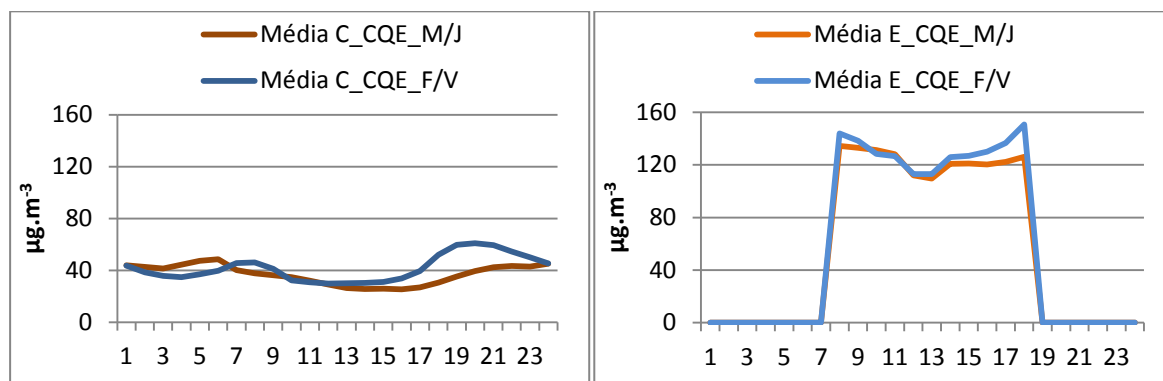 Média C_CQE_M/J
Média C_CQE_F/V
160
120
80
40
0
µg.m⁻³
1 3 5 7 9 11 13 15 17 19 21 23
Média E_CQE_M/J
Média E_CQE_F/V
160
120
80
40
0
µg.m⁻³
1 3 5 7 9 11 13 15 17 19 21 23